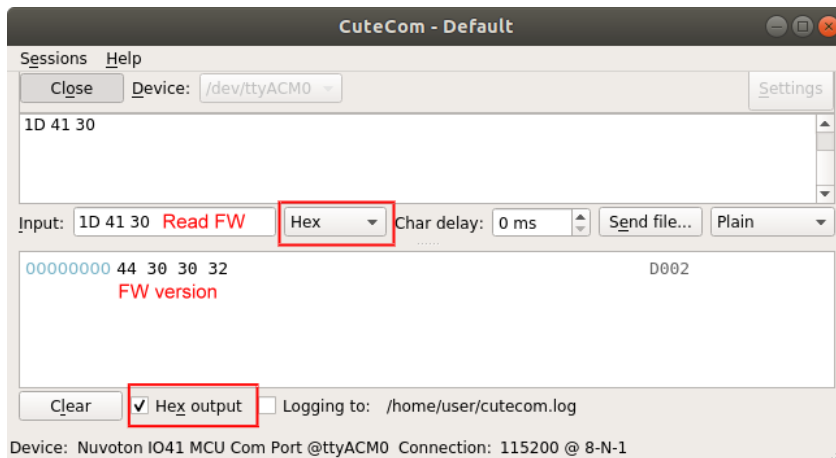 CuteCom - Default
Sessions Help
Close Device: /dev/ttyACM0 Settings
1D 41 30
Input: 1D 41 30 Read FW Hex Char delay: 0 ms Send file... Plain
00000000 44 30 30 32 D002
FW version
Clear Hex output Logging to: /home/user/cutecom.log
Device: Nuvoton IO41 MCU Com Port @ttyACM0 Connection: 115200 @ 8-N-1